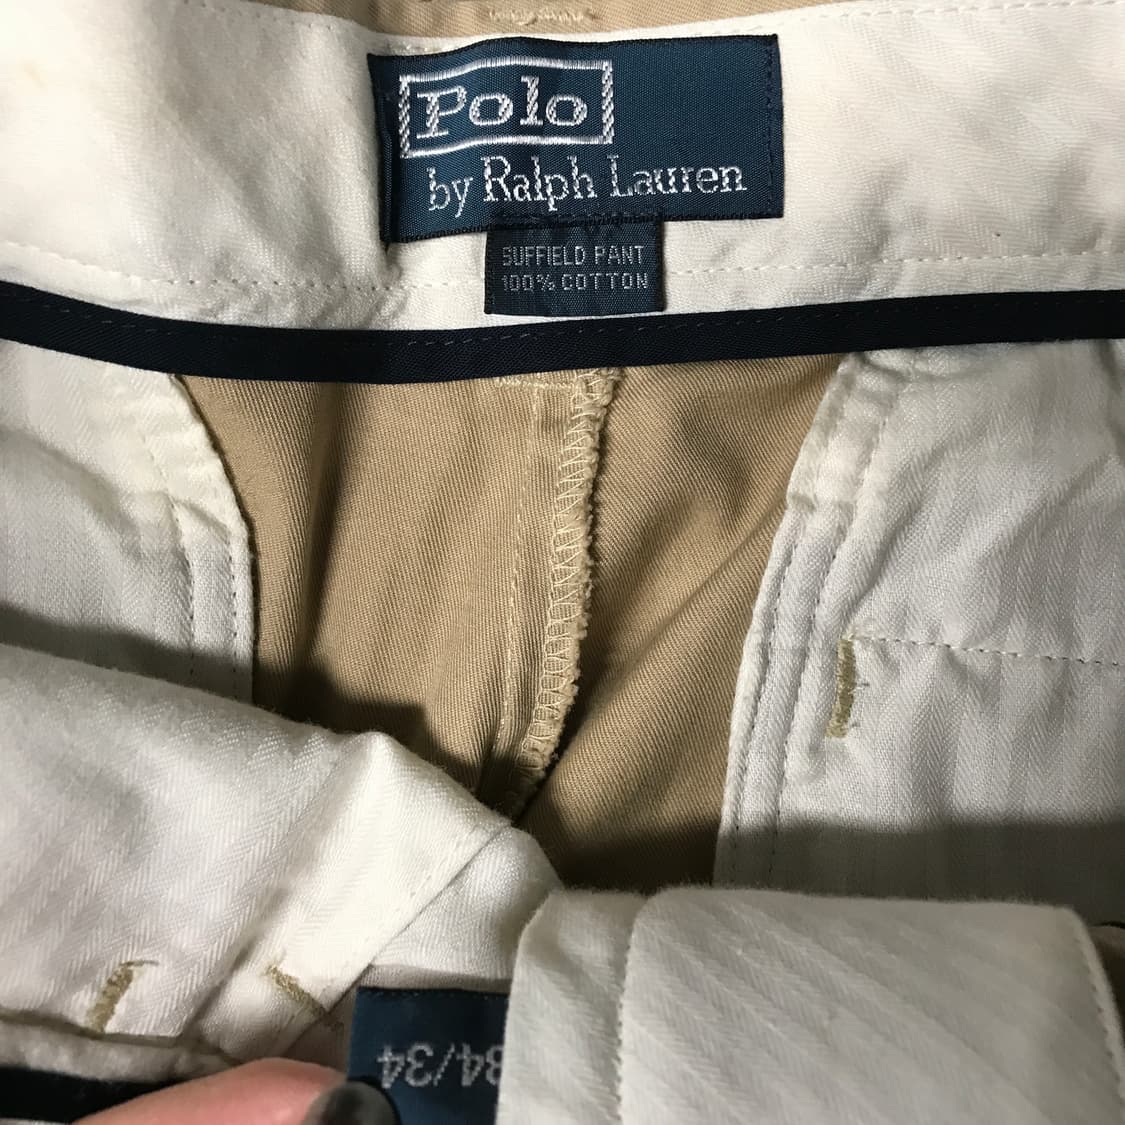 Polo
by Ralph Lauren
SUFFIELD PANT
100% COTTON
34/34